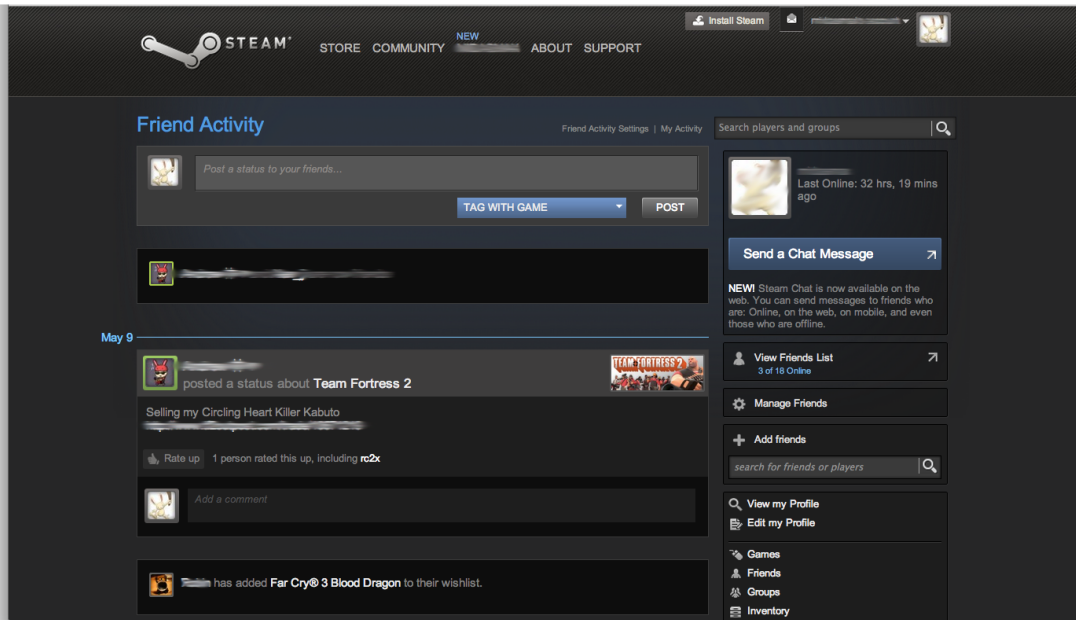 Install Steam
STEAM®
NEW
STORE COMMUNITY ABOUT SUPPORT
Friend Activity
Friend Activity Settings | My Activity
Search players and groups
Post a status to your friends...
TAG WITH GAME
POST
Last Online: 32 hrs, 19 mins
ago
Send a Chat Message
NEW! Steam Chat is now available on the
web. You can send messages to friends who
are: Online, on the web, on mobile, and even
those who are offline.
May 9
posted a status about Team Fortress 2
TEAM FORTRESS 2
Selling my Circling Heart Killer Kabuto
Rate up
1 person rated this up, including rc2x
Add a comment
has added Far Cry® 3 Blood Dragon to their wishlist.
View Friends List
3 of 18 Online
Manage Friends
Add friends
search for friends or players
View my Profile
Edit my Profile
Games
Friends
Groups
Inventory